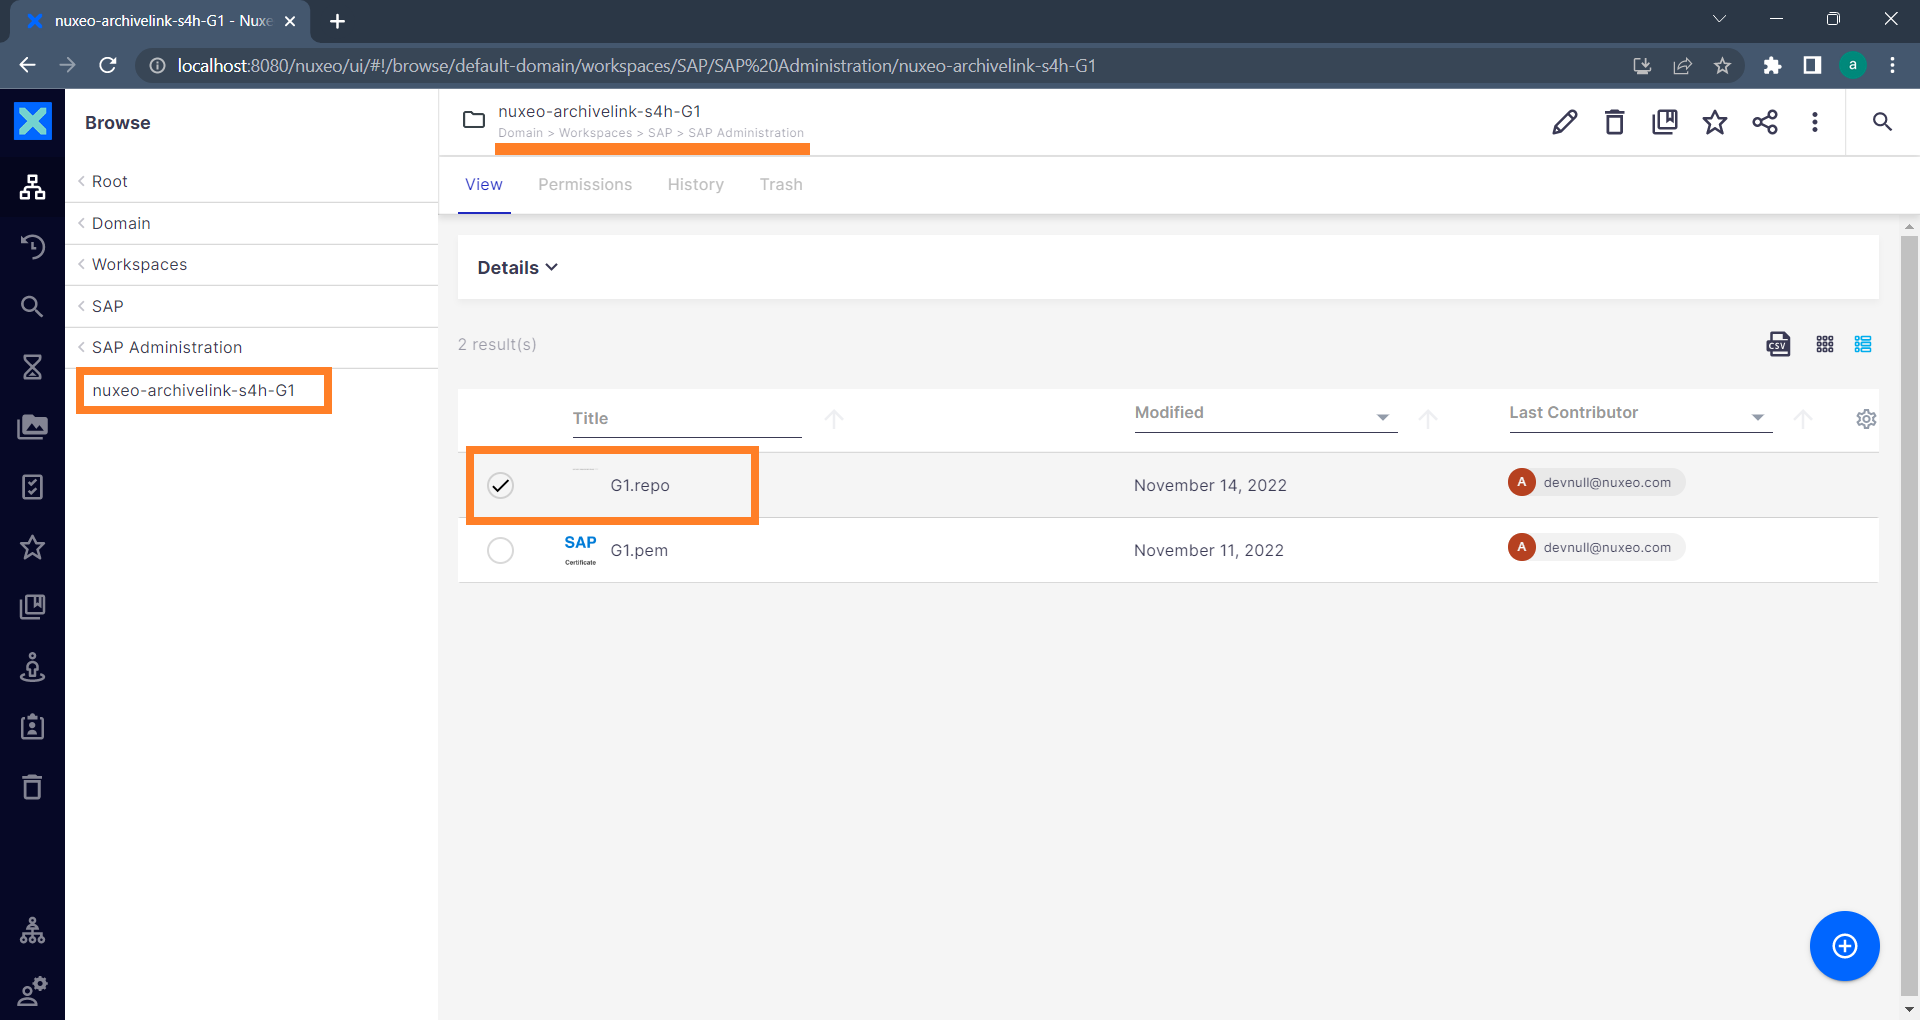 nuxeo-archivelink-s4h-G1 - Nuxe
localhost:8080/nuxeo/ui/#!/browse/default-domain/workspaces/SAP/SAP%20Administration/nuxeo-archivelink-s4h-G1
a
Browse
nuxeo-archivelink-s4h-G1
Domain > Workspaces > SAP > SAP Administration
Root
View Permissions History Trash
Domain
Workspaces
Details
SAP
2 result(s)
CSV
SAP Administration
nuxeo-archivelink-s4h-G1
Title Modified Last Contributor
G1.repo November 14, 2022 A devnull@nuxeo.com
SAP
Certificate
G1.pem November 11, 2022 A devnull@nuxeo.com